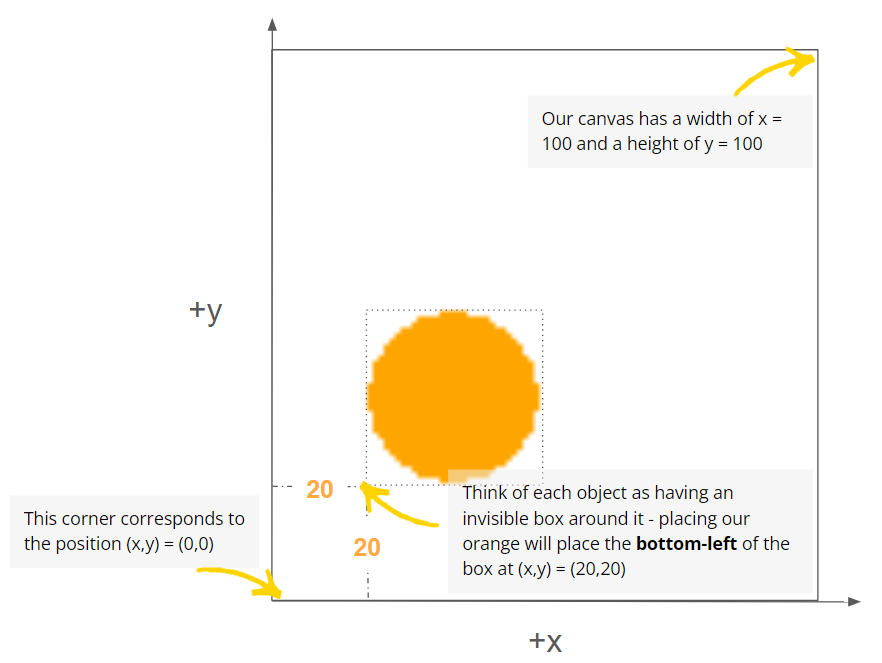 Our canvas has a width of x =
100 and a height of y = 100
+y
20
This corner corresponds to
the position (x,y) = (0,0)
20
Think of each object as having an
invisible box around it - placing our
orange will place the bottom-left of the
box at (x,y) = (20,20)
+x